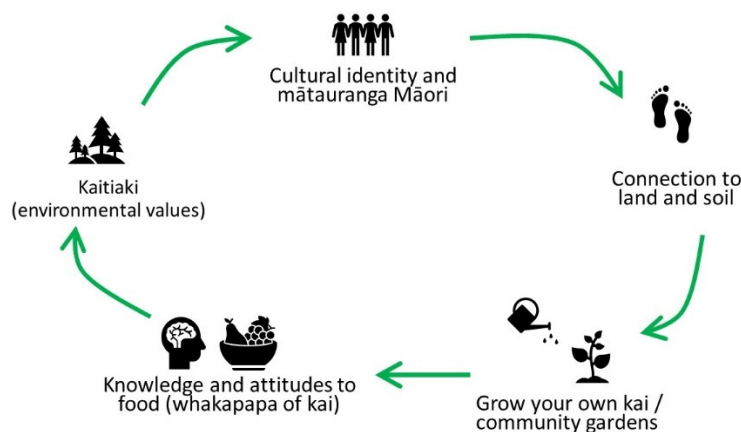 Cultural identity and
mātauranga Māori
Connection to
land and soil
Grow your own kai /
community gardens
Knowledge and attitudes to
food (whakapapa of kai)
Kaitiaki
(environmental values)